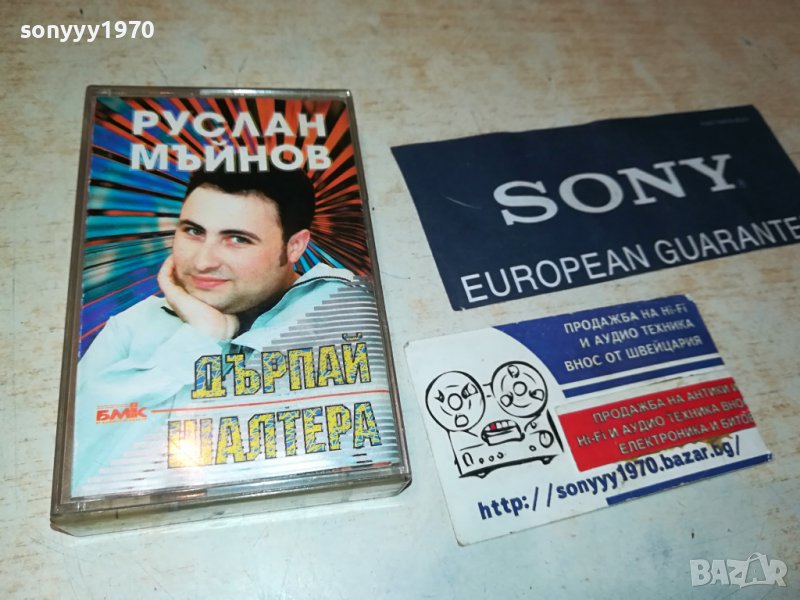 sonyyy1970
РУСЛАН
МЪЙНОВ
ДЪРПАЙ
ШАЛТЕРА
БМК
SONY
EUROPEAN GUARANTE
ПРОДАЖБА НА Hi-Fi
И АУДИО ТЕХНИКА
ВНОС ОТ ШВЕЙЦАРИЯ
ПРОДАЖБА НА АНТИКИ
Hi-Fi И АУДИО ТЕХНИКА ВНО
ЕЛЕКТРОНИКА И БИТО
http://sonyyy1970.bazar.bg/
BAZAR
bg